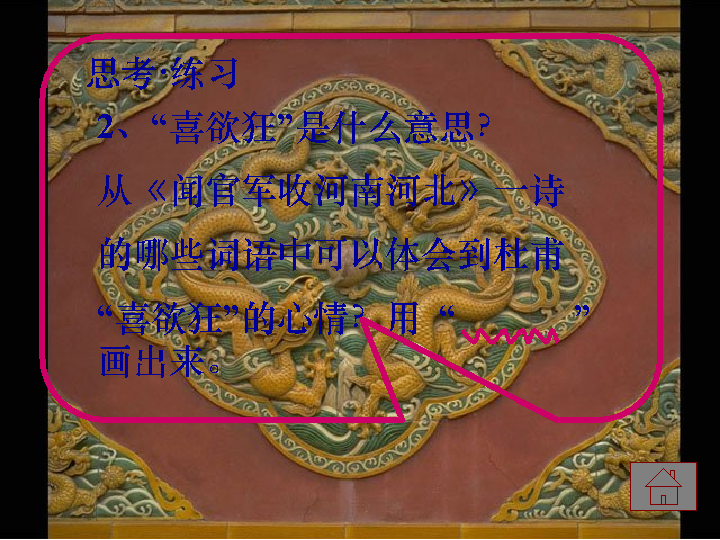 思考·练习
2、“喜欲狂”是什么意思?
从《闻官军收河南河北》一诗
的哪些词语中可以体会到杜甫
“喜欲狂”的心情? 用“ ”
画出来。